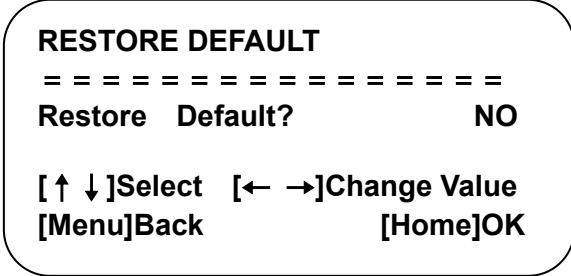 RESTORE DEFAULT
= = = = = = = = = = = = = = = =
Restore Default? NO
[↑ ↓]Select [← →]Change Value
[Menu]Back [Home]OK